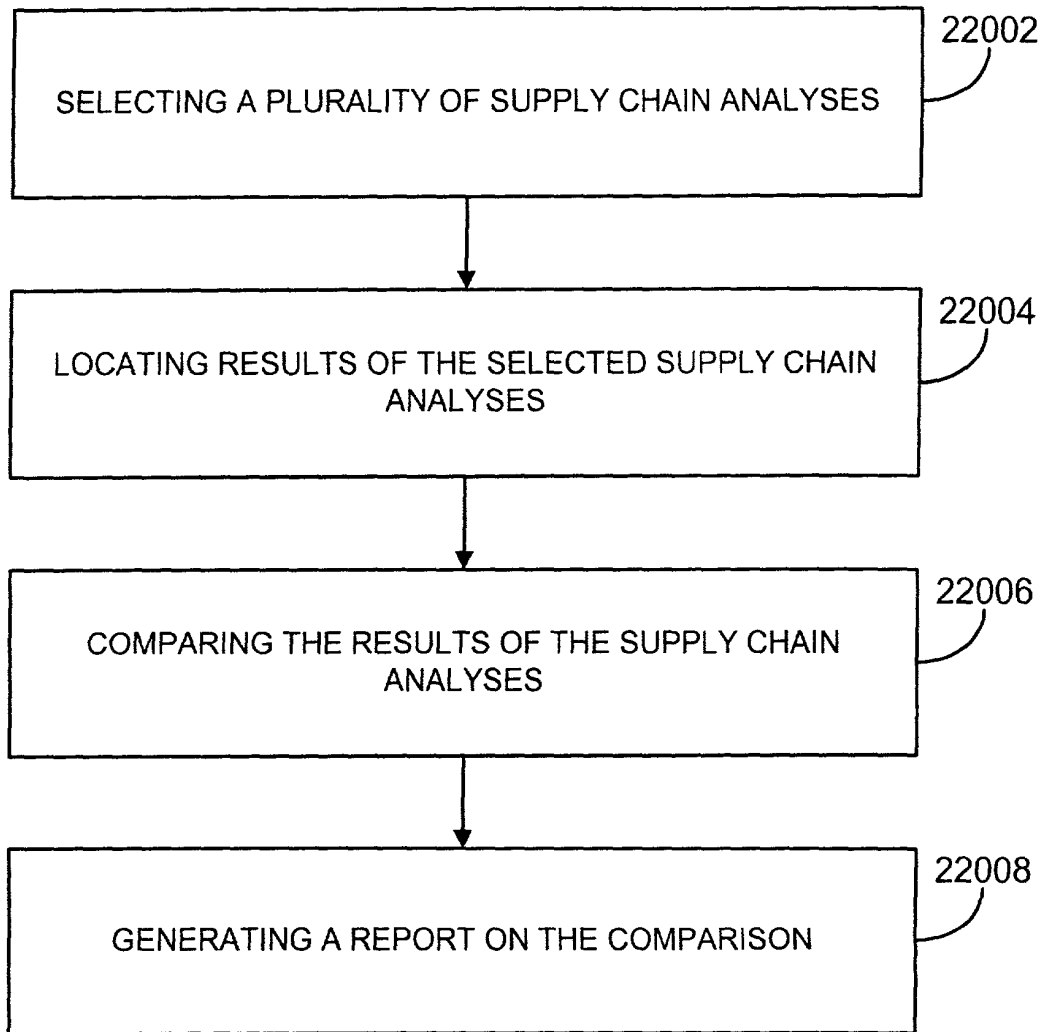 22002
SELECTING A PLURALITY OF SUPPLY CHAIN ANALYSES
22004
LOCATING RESULTS OF THE SELECTED SUPPLY CHAIN
ANALYSES
22006
COMPARING THE RESULTS OF THE SUPPLY CHAIN
ANALYSES
22008
GENERATING A REPORT ON THE COMPARISON